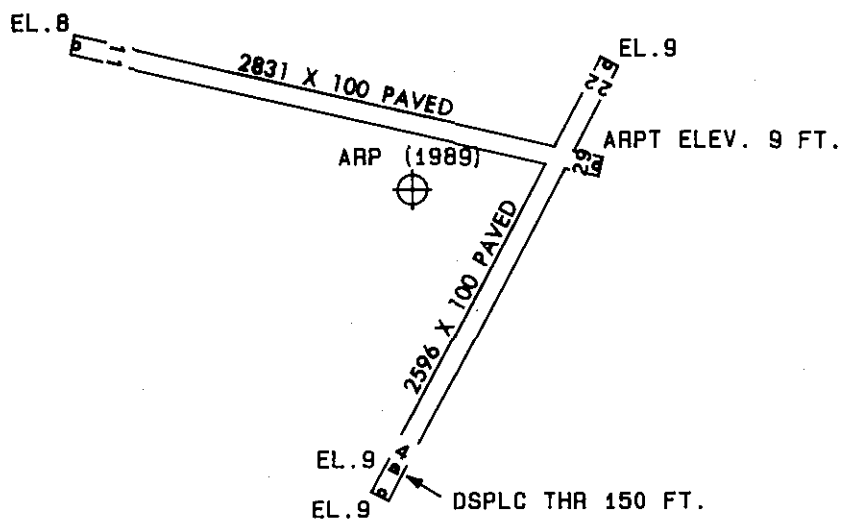 EL.8
11
2831 X 100 PAVED
EL.9
22
ARPT ELEV. 9 FT.
29
a
ARP (1989)
2596 X 100 PAVED
4
EL.9
a
EL.9
DSPLC THR 150 FT.